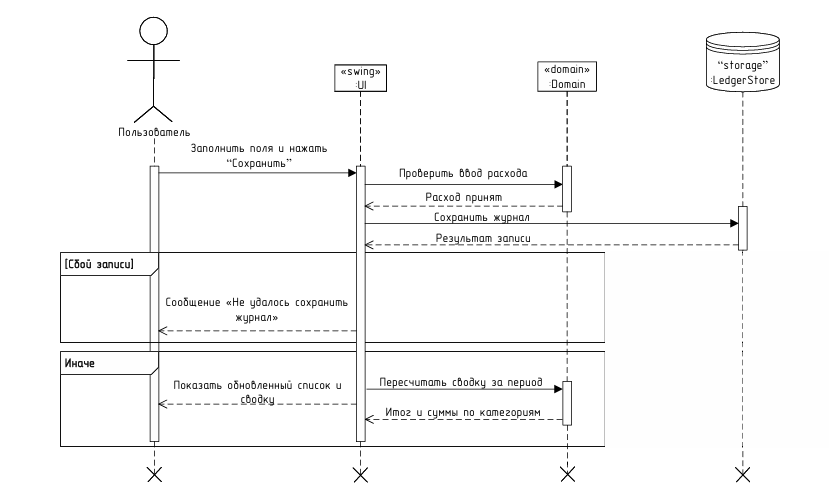 «swing»
:UI
«domain»
:Domain
“storage”
:LedgerStore
Пользователь
Заполнить поля и нажать
“Сохранить”
Проверить ввод расхода
Расход принят
Сохранить журнал
Результат записи
[Сбой записи]
Сообщение «Не удалось сохранить
журнал»
Иначе
Пересчитать сводку за период
Показать обновленный список и
сводку
Итог и суммы по категориям